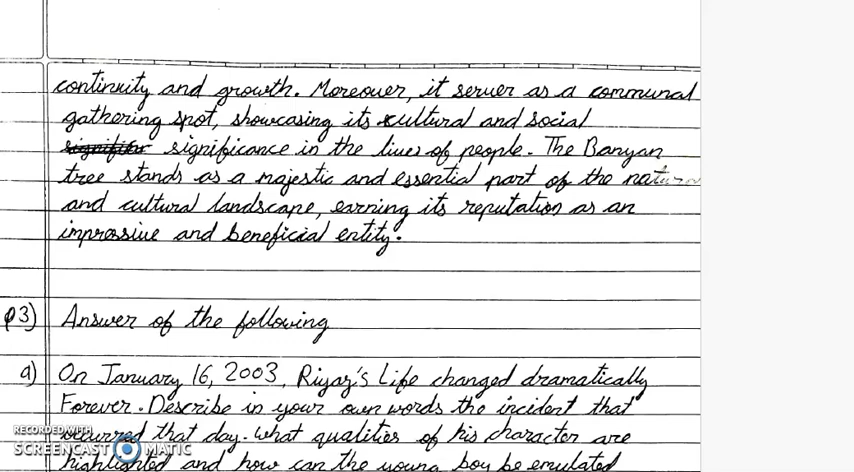 continuity and growth. Moreover, it server as a communal
gathering spot, showcasing its cultural and social
significance in the lives of people. The Banyan
tree stands as a majestic and essential part of the
and cultural landscape, earning its reputation as an
impressive and beneficial entity.
Q3) Answer of the following
a) On January 16, 2003, Riyaz's Life changed dramatically
Forever. Describe in your own words the incident that
occurred that day. What qualities of his character are
highlighted and how can the young boy be emulated
RECORDED WITH
SCREENCAST MATIC